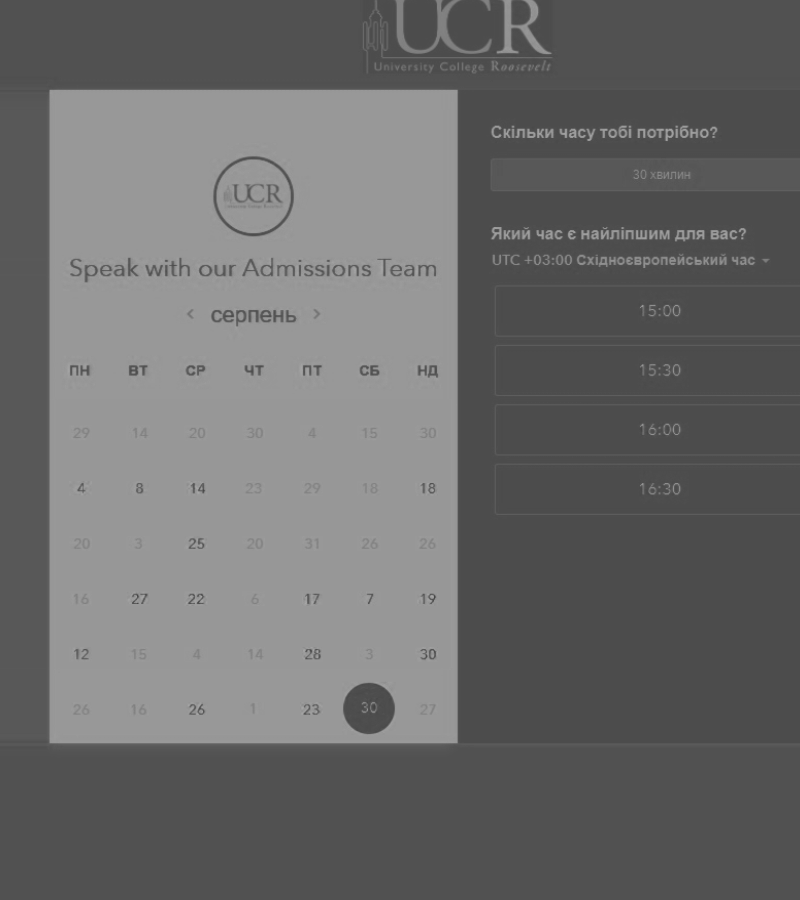 UCR
University College Roosevelt
UCR
Speak with our Admissions Team
серпень
ПН ВТ СР ЧТ ПТ СБ НД
29 14 20 30 4 15 30
4 8 14 23 29 18 18
20 3 25 20 31 26 26
16 27 22 6 17 7 19
12 15 4 14 28 3 30
26 16 26 1 23 30 27
Скільки часу тобі потрібно?
30 хвилин
Який час є найліпшим для вас?
UTC +03:00 Східноєвропейський час
15:00
15:30
16:00
16:30